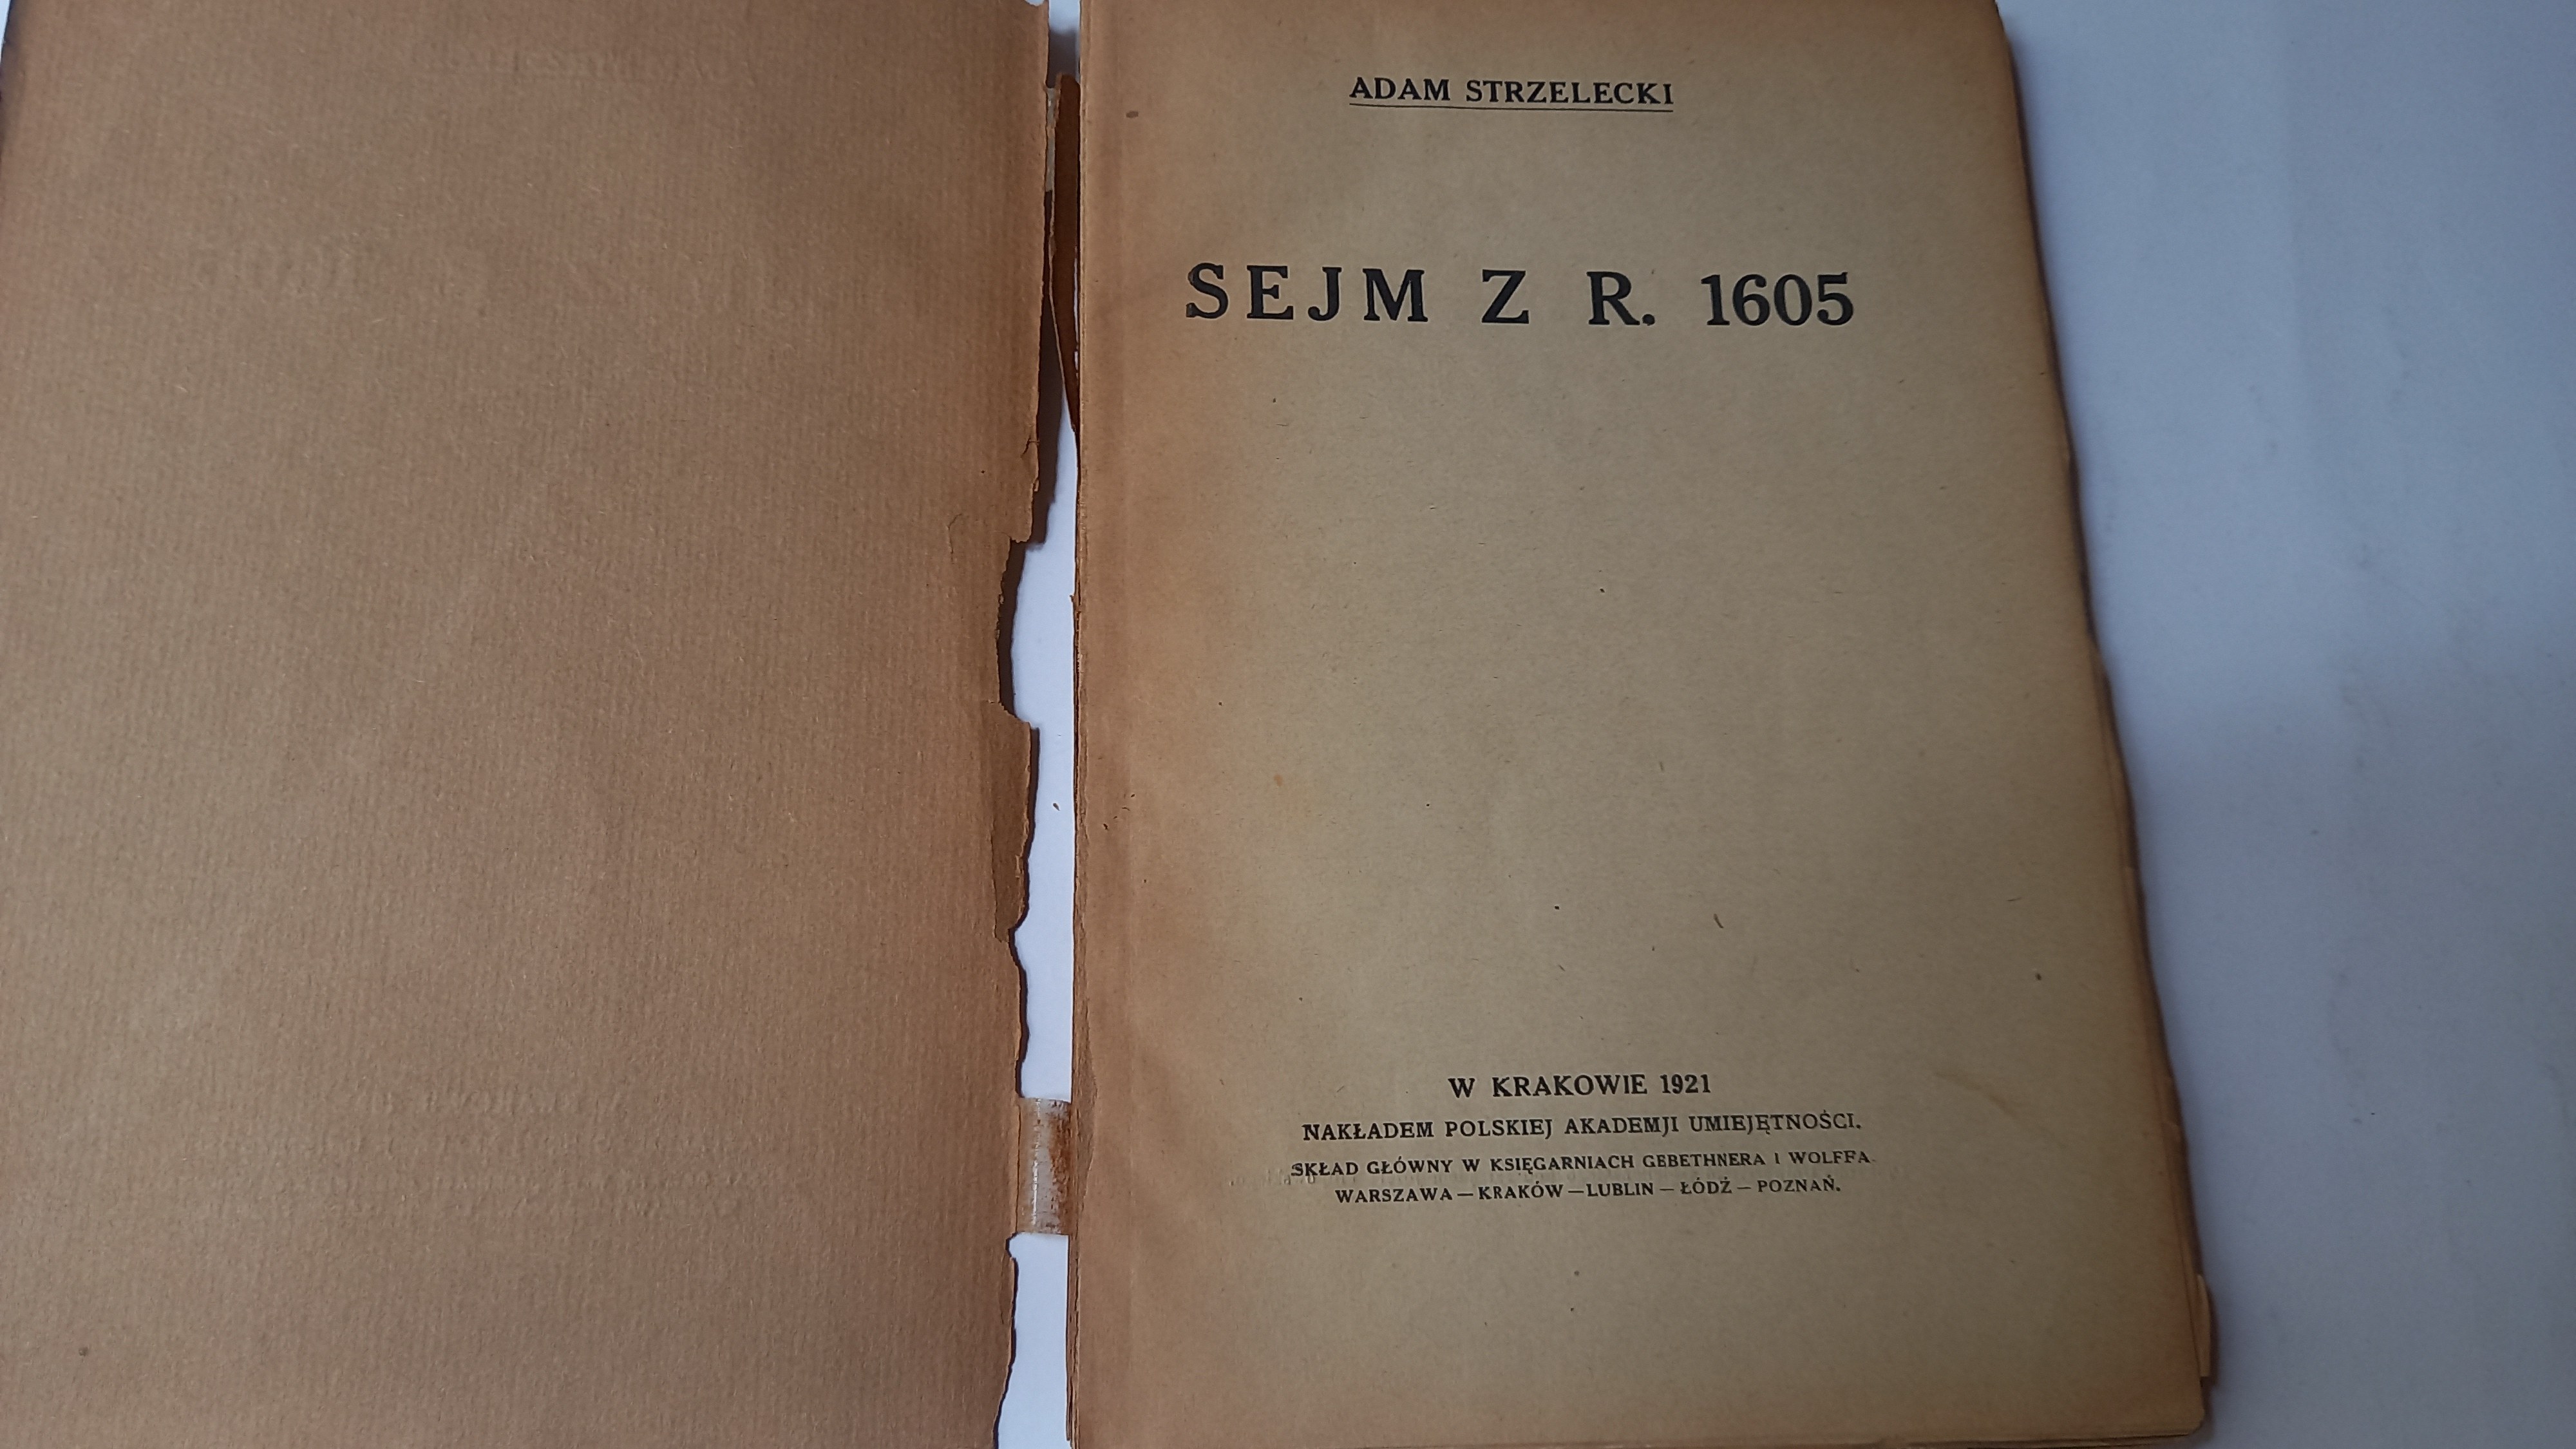 ADAM STRZELECKI
SEJM Z R. 1605
W KRAKOWIE 1921
NAKŁADEM POLSKIEJ AKADEMJI UMIEJĘTNOŚCI.
SKŁAD GŁÓWNY W KSIĘGARNIACH GEBETHNERA I WOLFFA
WARSZAWA — KRAKÓW — LUBLIN — ŁÓDŹ — POZNAŃ.